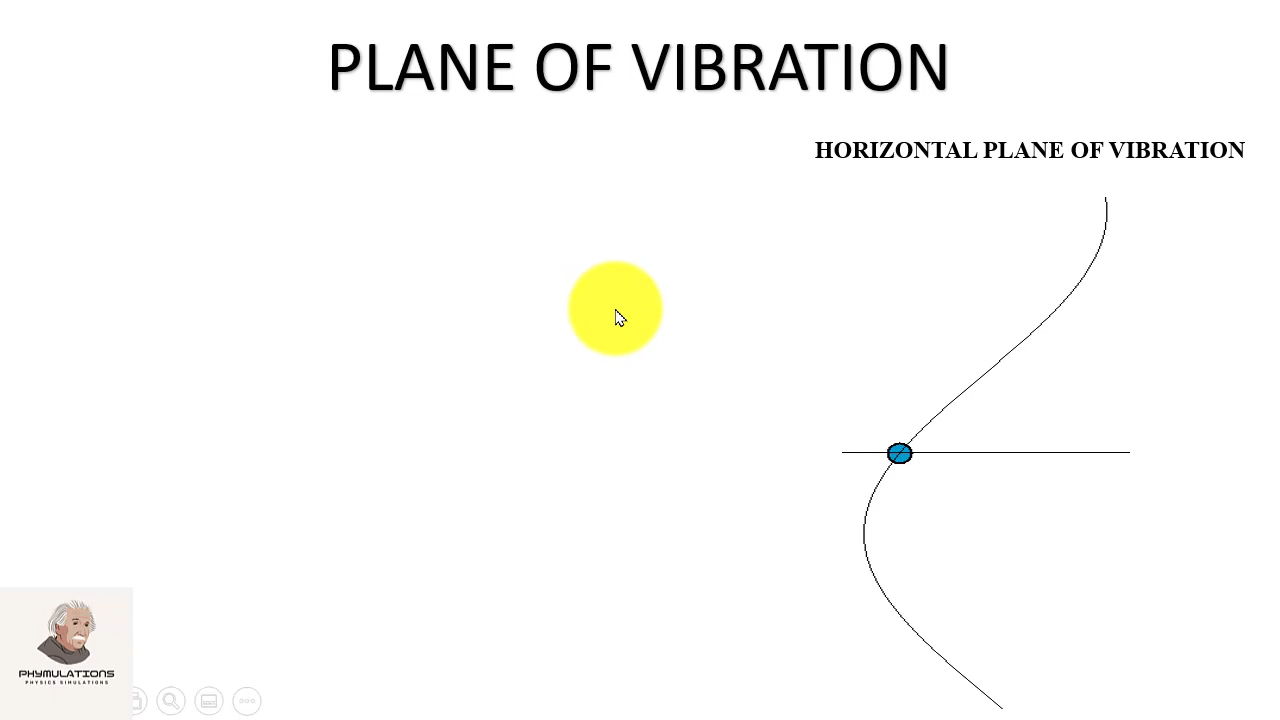 PLANE OF VIBRATION
HORIZONTAL PLANE OF VIBRATION
PHYMULATIONS
PHYSICS SIMULATIONS